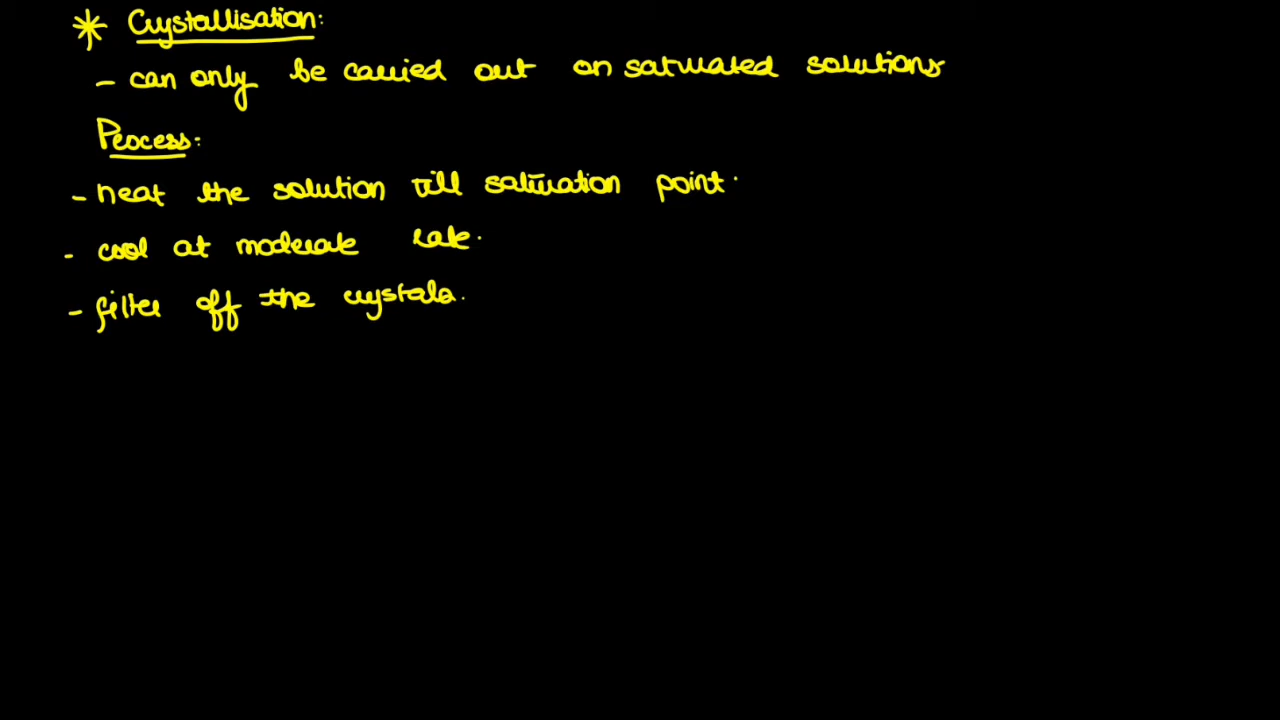 * Crystallisation:
- can only be carried out on saturated solutions
Process:
- heat the solution till saturation point.
- cool at moderate rate.
- filter off the crystals.